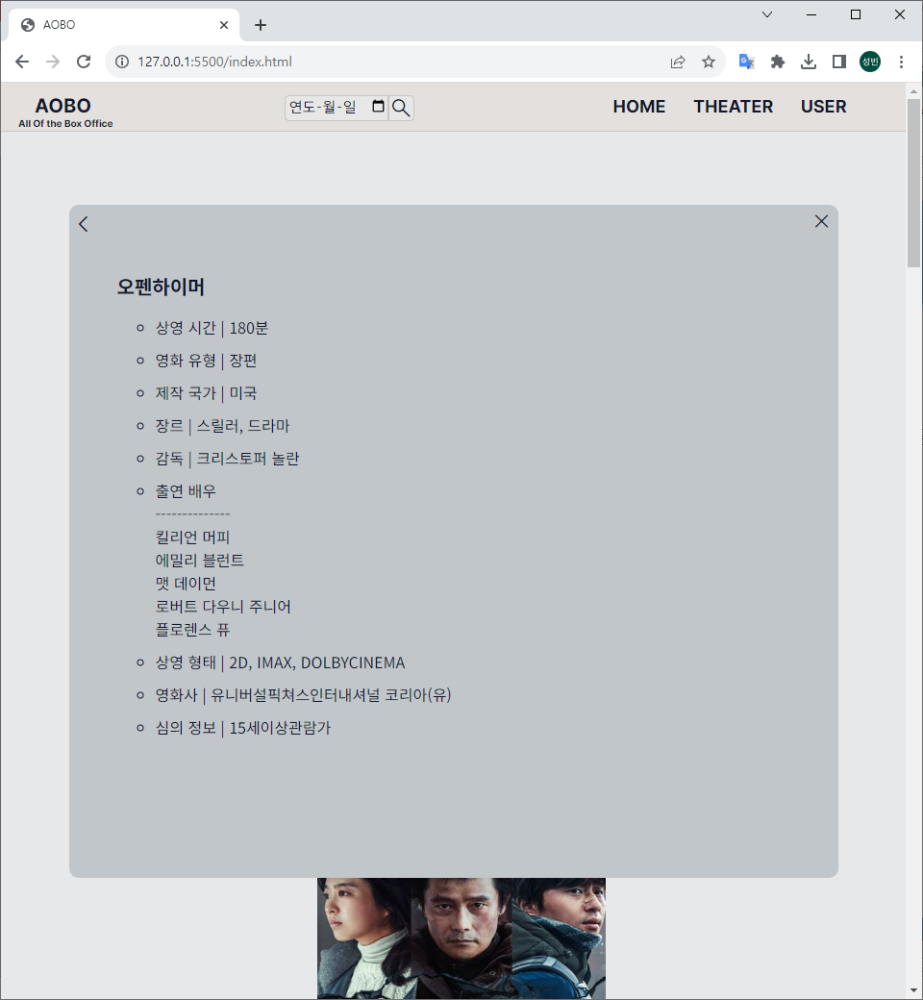 AOBO
127.0.0.1:5500/index.html
성빈
AOBO
All Of the Box Office
연도-월-일
HOME THEATER USER
오펜하이머
상영 시간 | 180분
영화 유형 | 장편
제작 국가 | 미국
장르 | 스릴러, 드라마
감독 | 크리스토퍼 놀란
출연 배우
--------------
킬리언 머피
에밀리 블런트
맷 데이먼
로버트 다우니 주니어
플로렌스 퓨
상영 형태 | 2D, IMAX, DOLBYCINEMA
영화사 | 유니버설픽쳐스인터내셔널 코리아(유)
심의 정보 | 15세이상관람가